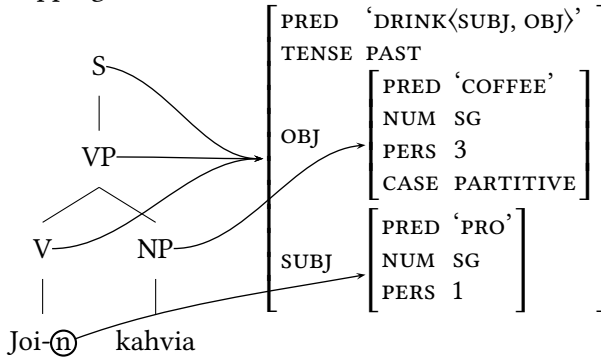 PRED ‘DRINK⟨SUBJ, OBJ⟩’
TENSE PAST
S
PRED ‘COFFEE’
NUM SG
OBJ
PERS 3
VP
CASE PARTITIVE
PRED ‘PRO’
V NP
NUM SG
SUBJ
PERS 1
Joi-n kahvia